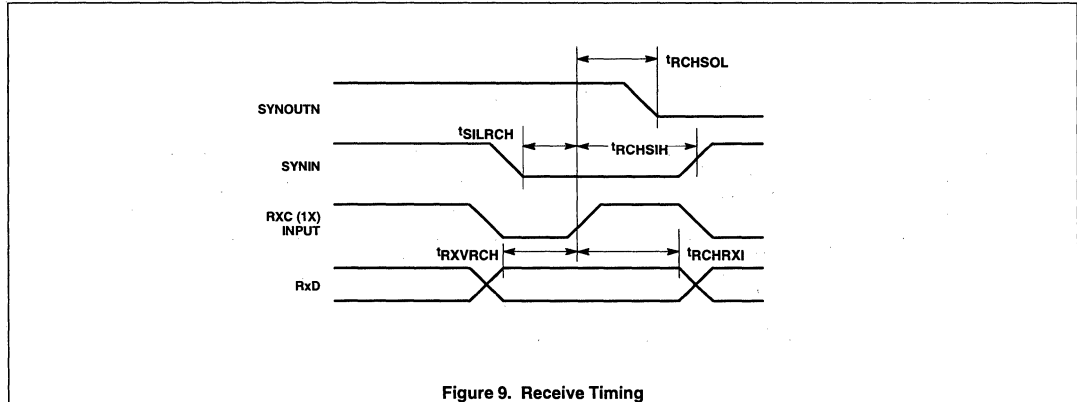 tRCHSOL
SYNOUTN
tSILRCH
tRCHSIH
SYNIN
RXC (1X)
INPUT
tRXVRCH
tRCHRXI
RxD
Figure 9. Receive Timing